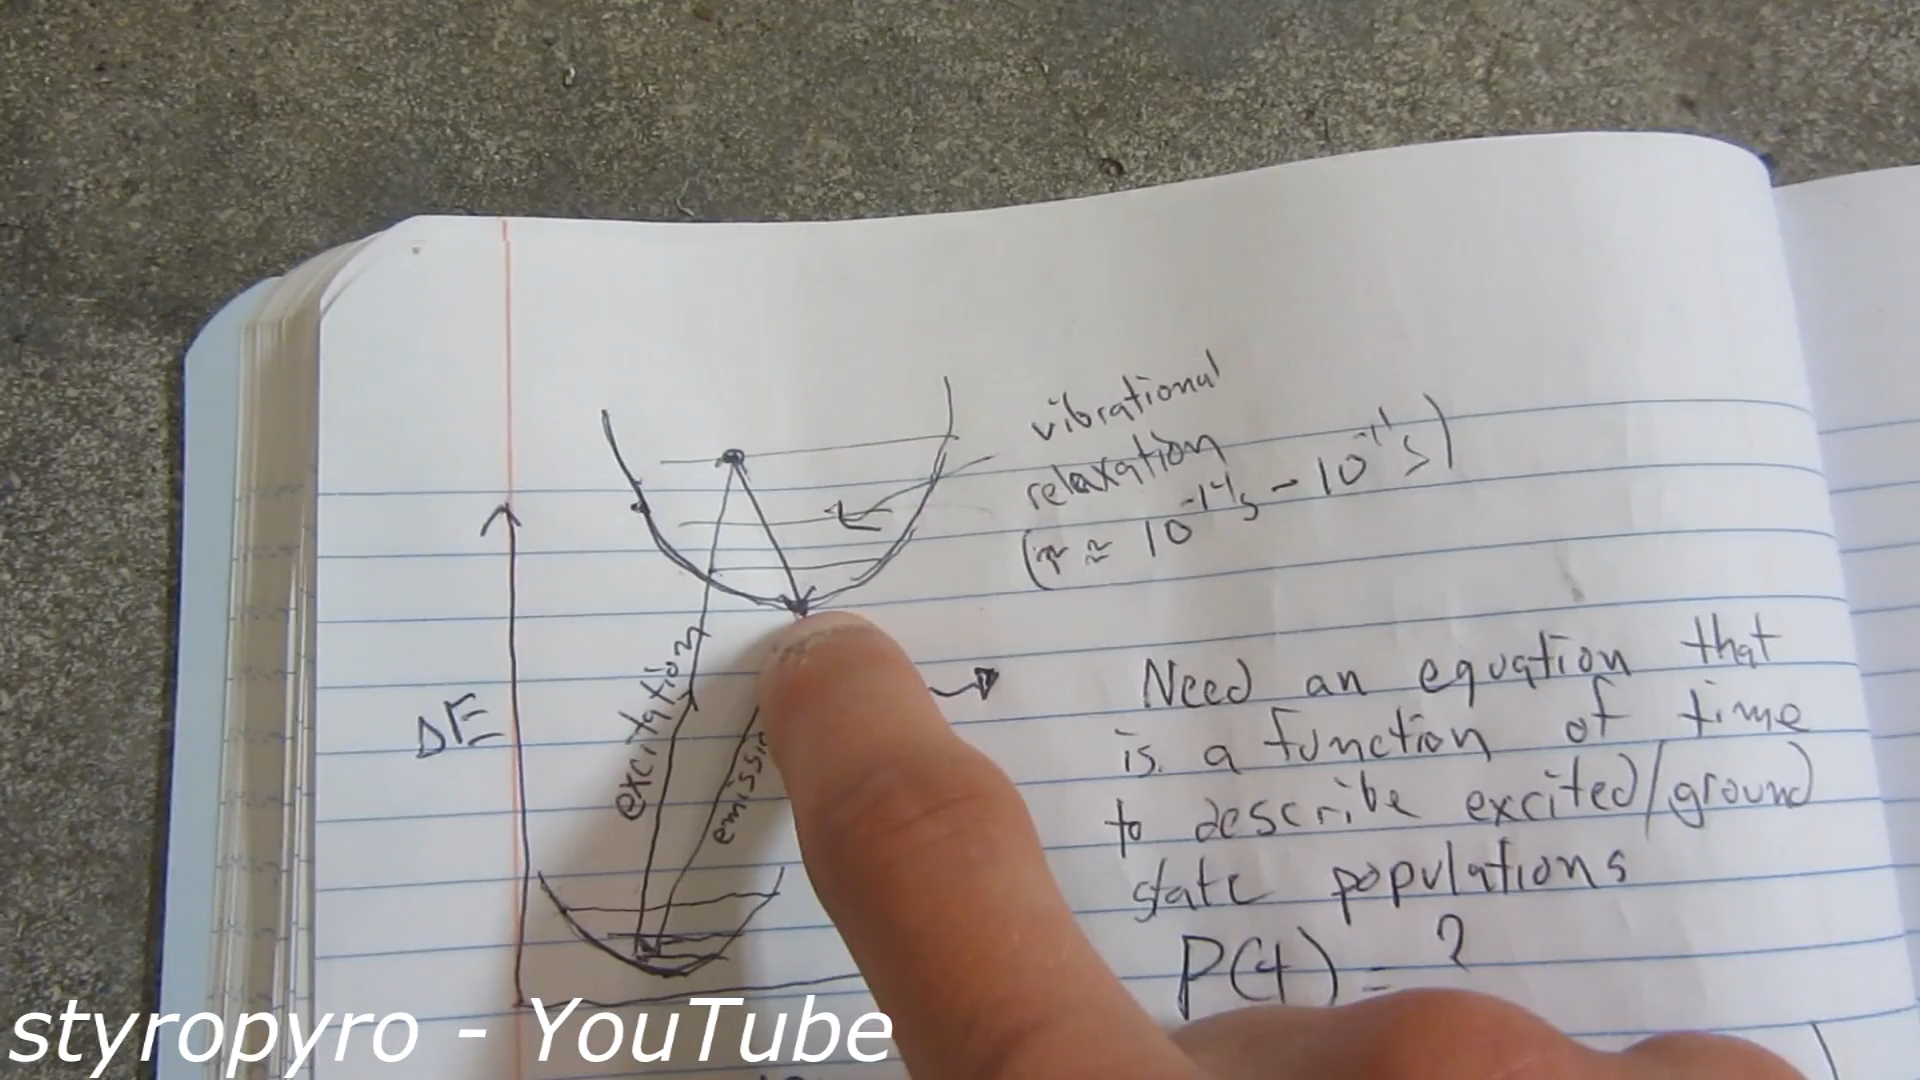 vibrational
relaxation
(τ ≈ 10⁻¹⁴s - 10⁻¹¹s)
excitation
ΔE
Need an equation that
is a function of time
to describe excited/ground
state populations
P(t) = ?
styropyro - YouTube